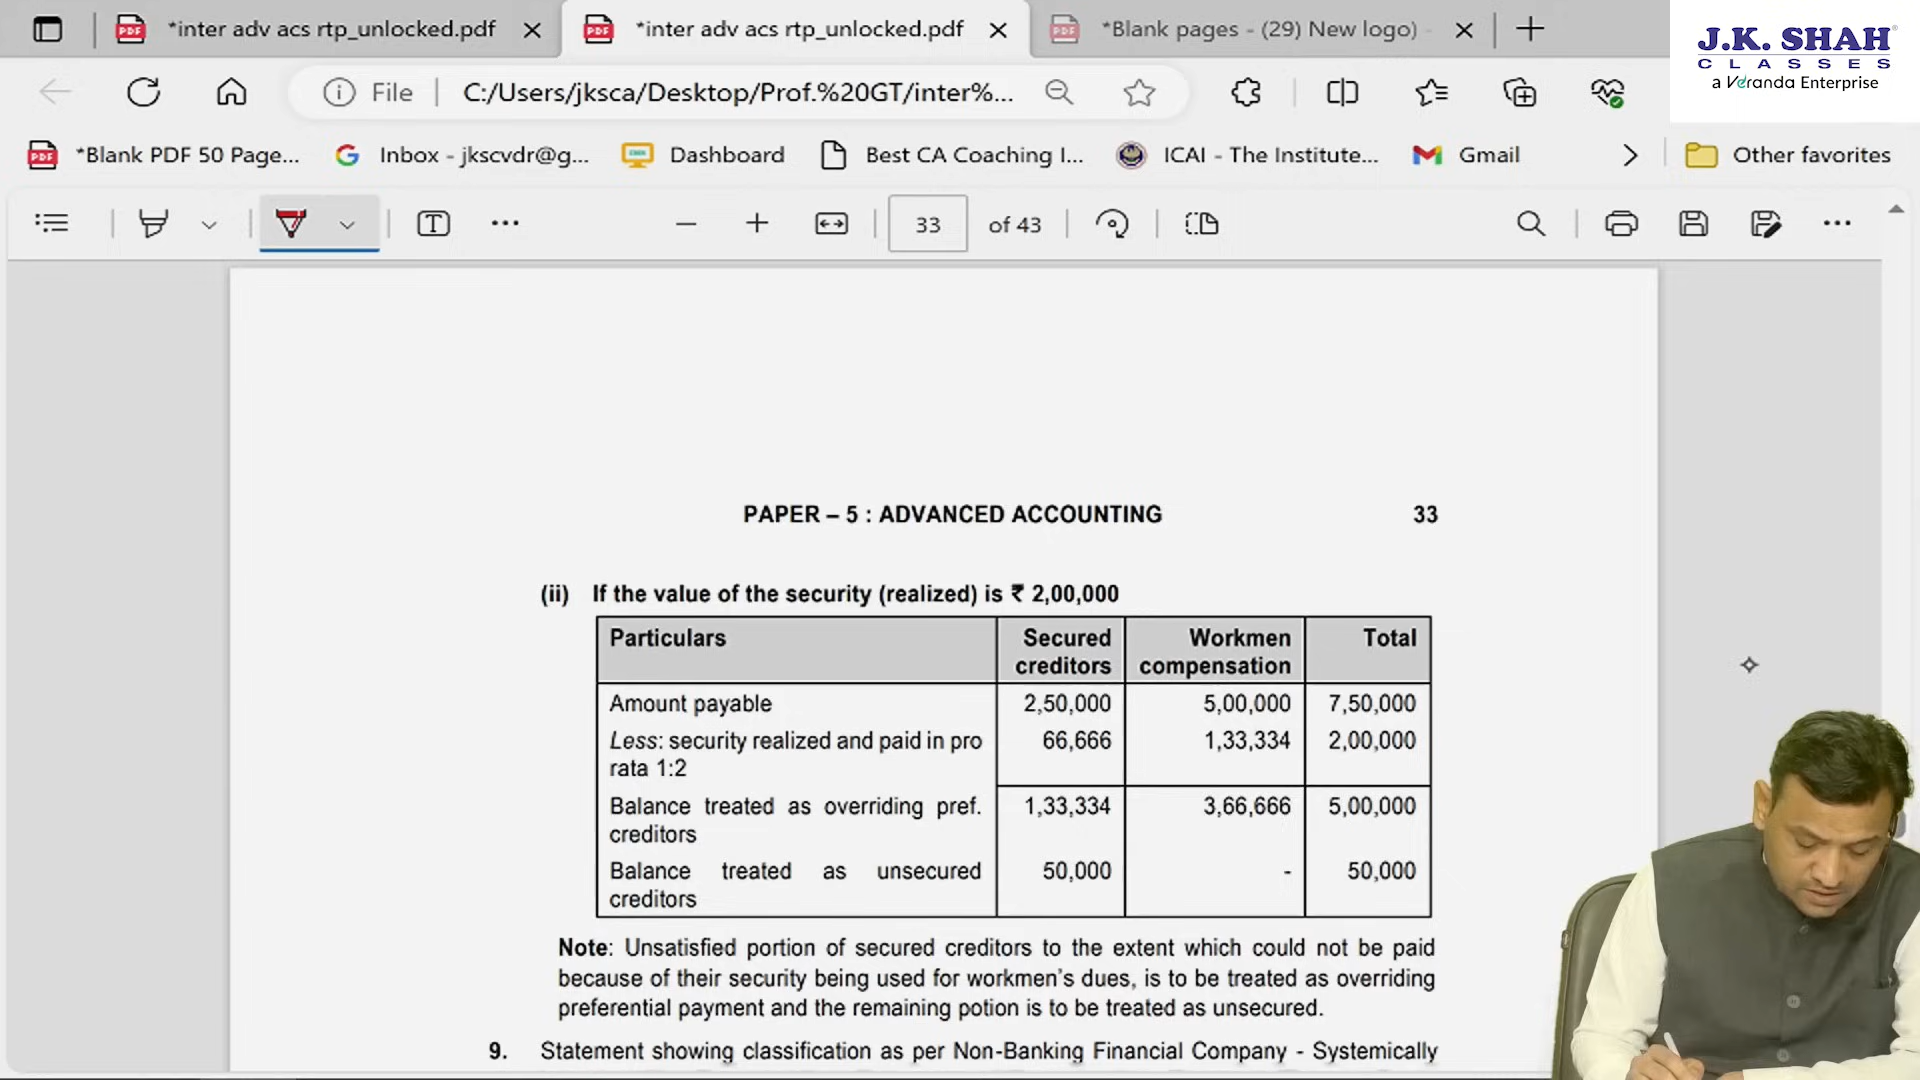 *inter adv acs rtp_unlocked.pdf
*inter adv acs rtp_unlocked.pdf
*Blank pages - (29) New logo)
J.K. SHAH
CLASSES
a Veranda Enterprise
File
C:/Users/jksca/Desktop/Prof.%20GT/inter%...
*Blank PDF 50 Page...
Inbox - jkscvdr@g...
Dashboard
Best CA Coaching I...
ICAI - The Institute...
Gmail
Other favorites
33 of 43
PAPER – 5 : ADVANCED ACCOUNTING 33
(ii) If the value of the security (realized) is ₹ 2,00,000
Particulars Secured creditors Workmen compensation Total
Amount payable 2,50,000 5,00,000 7,50,000
Less: security realized and paid in pro rata 1:2 66,666 1,33,334 2,00,000
Balance treated as overriding pref. creditors 1,33,334 3,66,666 5,00,000
Balance treated as unsecured creditors 50,000 - 50,000
Note: Unsatisfied portion of secured creditors to the extent which could not be paid
because of their security being used for workmen's dues, is to be treated as overriding
preferential payment and the remaining potion is to be treated as unsecured.
9. Statement showing classification as per Non-Banking Financial Company - Systemically